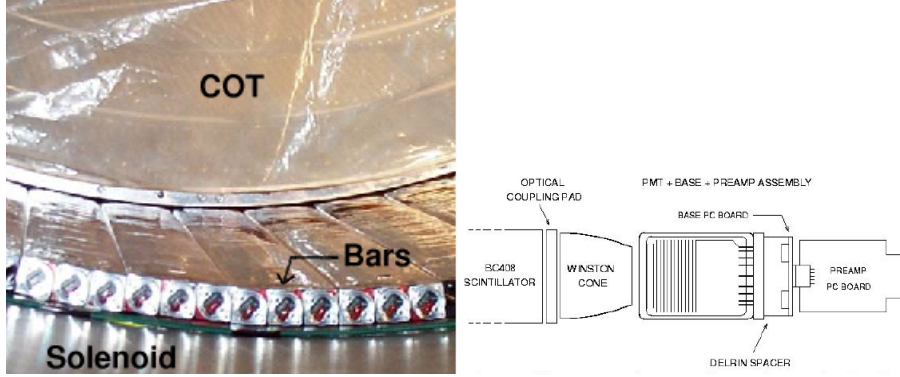 COT
Bars
Solenoid
OPTICAL
COUPLING PAD
PMT + BASE + PREAMP ASSEMBLY
BASE PC BOARD
BC408
SCINTILLATOR
WINSTON
CONE
PREAMP
PC BOARD
DELRIN SPACER